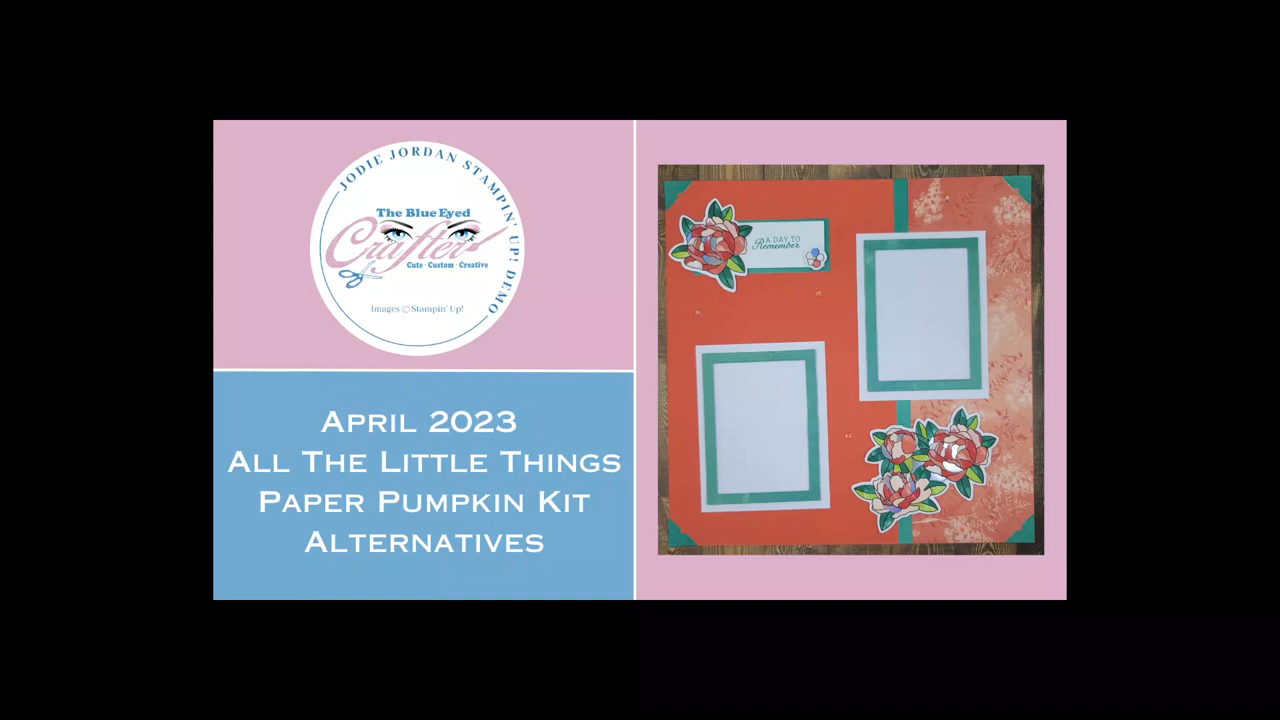 JODIE JORDAN STAMPIN' UP! DEMO
The Blue Eyed
Crafter
Cute · Custom · Creative
Images © Stampin' Up!
April 2023
All The Little Things
Paper Pumpkin Kit
Alternatives
A DAY TO
Remember